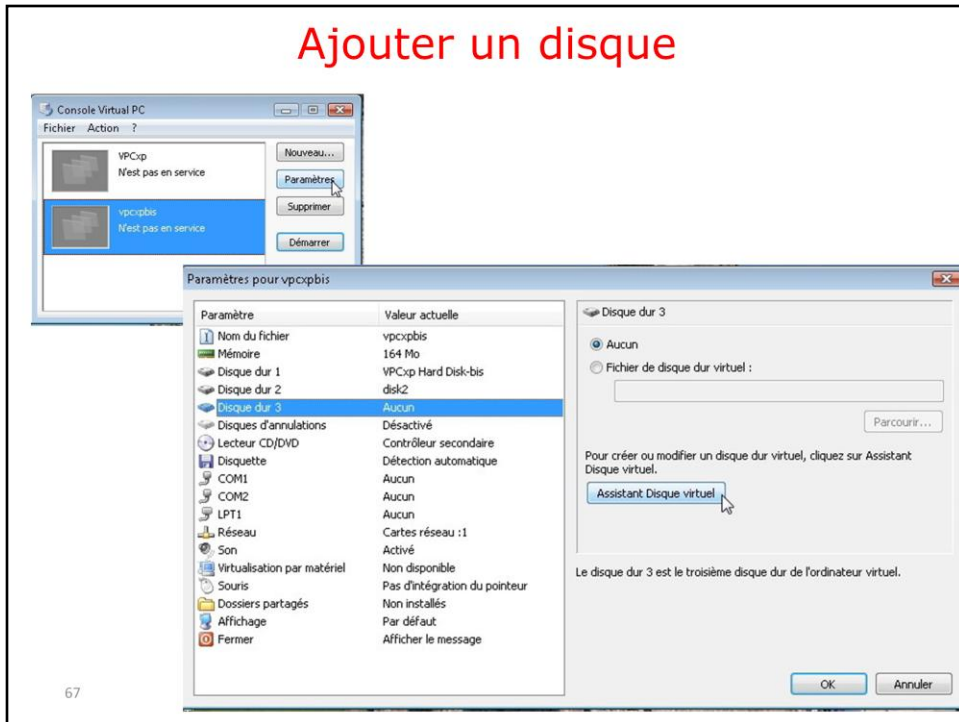 Ajouter un disque
Console Virtual PC
Fichier Action ?
VPCxp
N'est pas en service
vpcxpbis
N'est pas en service
Nouveau...
Paramètres
Supprimer
Démarrer
Paramètres pour vpcxpbis
Paramètre Valeur actuelle
Nom du fichier vpcxpbis
Mémoire 164 Mo
Disque dur 1 VPCxp Hard Disk-bis
Disque dur 2 disk2
Disque dur 3 Aucun
Disques d'annulations Désactivé
Lecteur CD/DVD Contrôleur secondaire
Disquette Détection automatique
COM1 Aucun
COM2 Aucun
LPT1 Aucun
Réseau Cartes réseau :1
Son Activé
Virtualisation par matériel Non disponible
Souris Pas d'intégration du pointeur
Dossiers partagés Non installés
Affichage Par défaut
Fermer Afficher le message
Disque dur 3
Aucun
Fichier de disque dur virtuel :
Parcourir...
Pour créer ou modifier un disque dur virtuel, cliquez sur Assistant
Disque virtuel.
Assistant Disque virtuel
Le disque dur 3 est le troisième disque dur de l'ordinateur virtuel.
OK Annuler
67